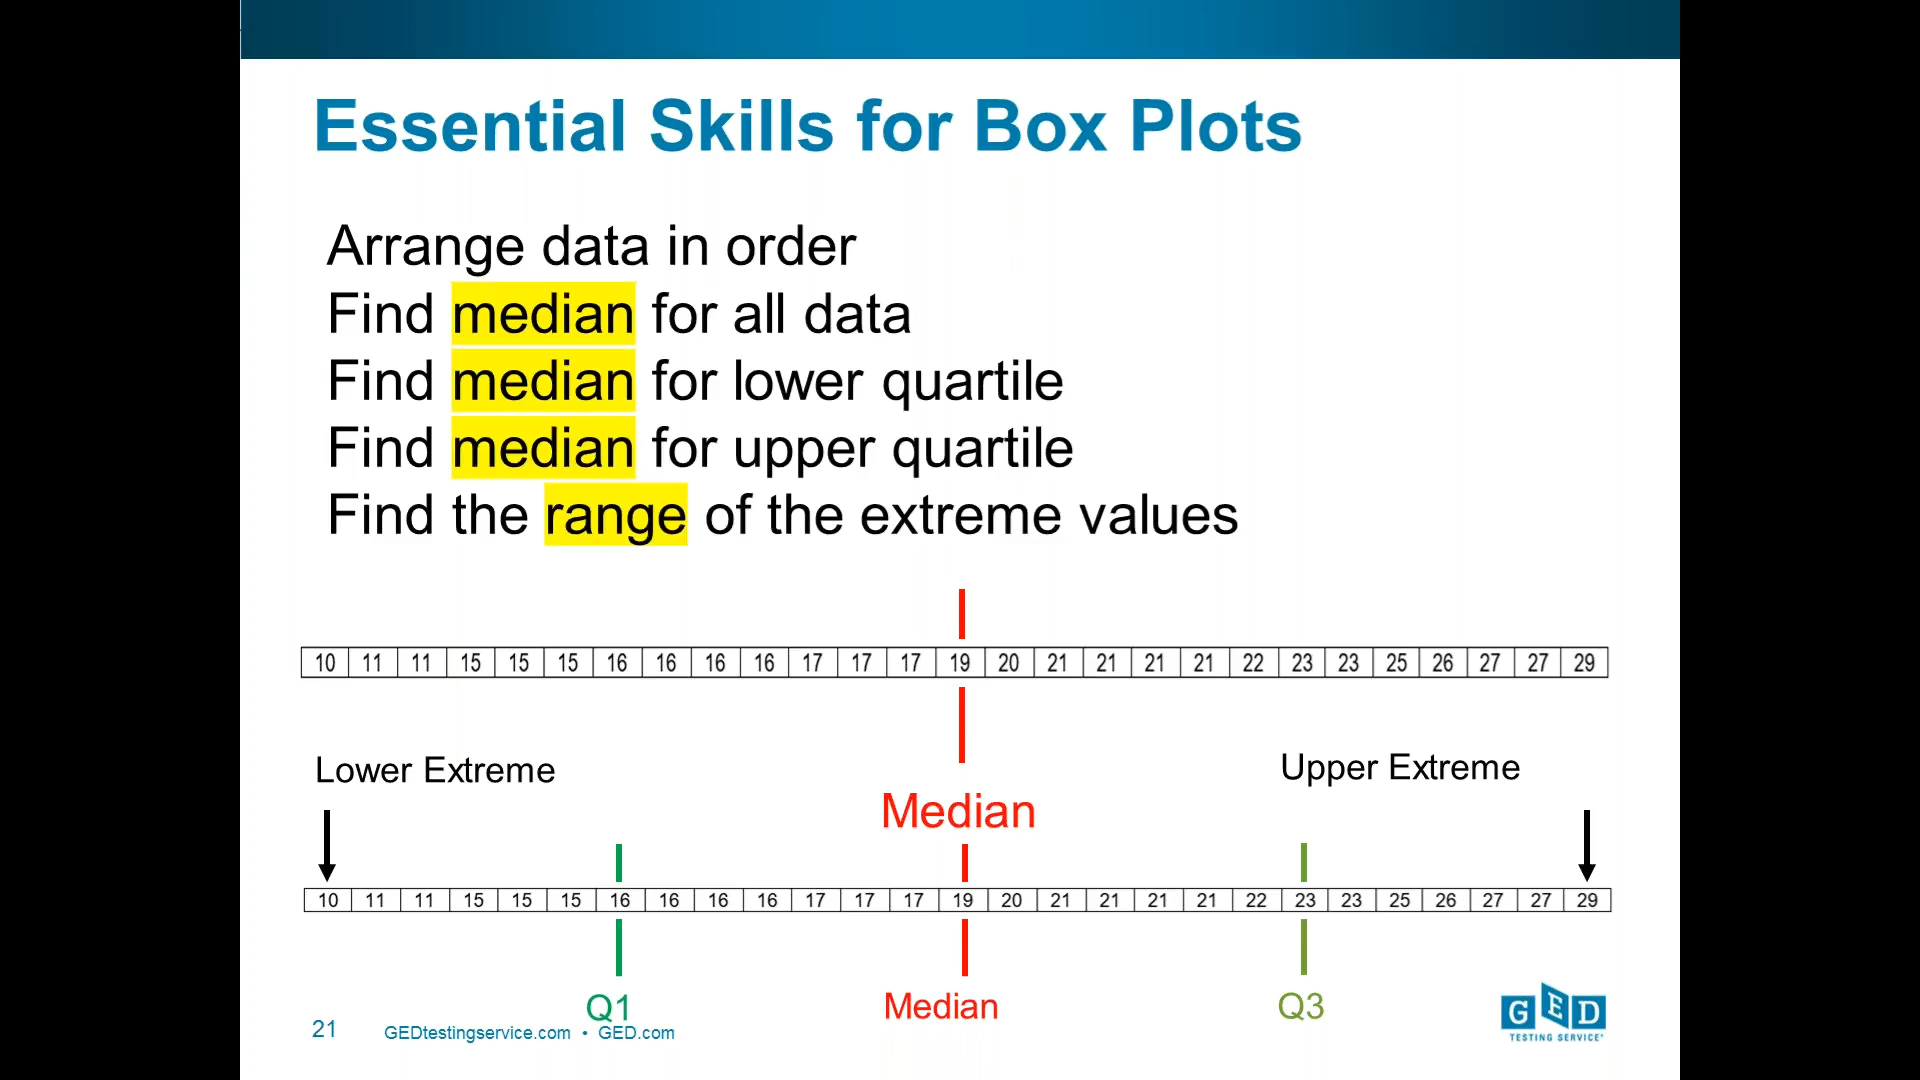 Essential Skills for Box Plots
Arrange data in order
Find median for all data
Find median for lower quartile
Find median for upper quartile
Find the range of the extreme values
10 11 11 15 15 15 16 16 16 16 17 17 17 19 20 21 21 21 21 22 23 23 25 26 27 27 29
Lower Extreme
Upper Extreme
Median
10 11 11 15 15 15 16 16 16 16 17 17 17 19 20 21 21 21 21 22 23 23 25 26 27 27 29
Q1
Median
Q3
21
GEDtestingservice.com • GED.com
GED
TESTING SERVICE